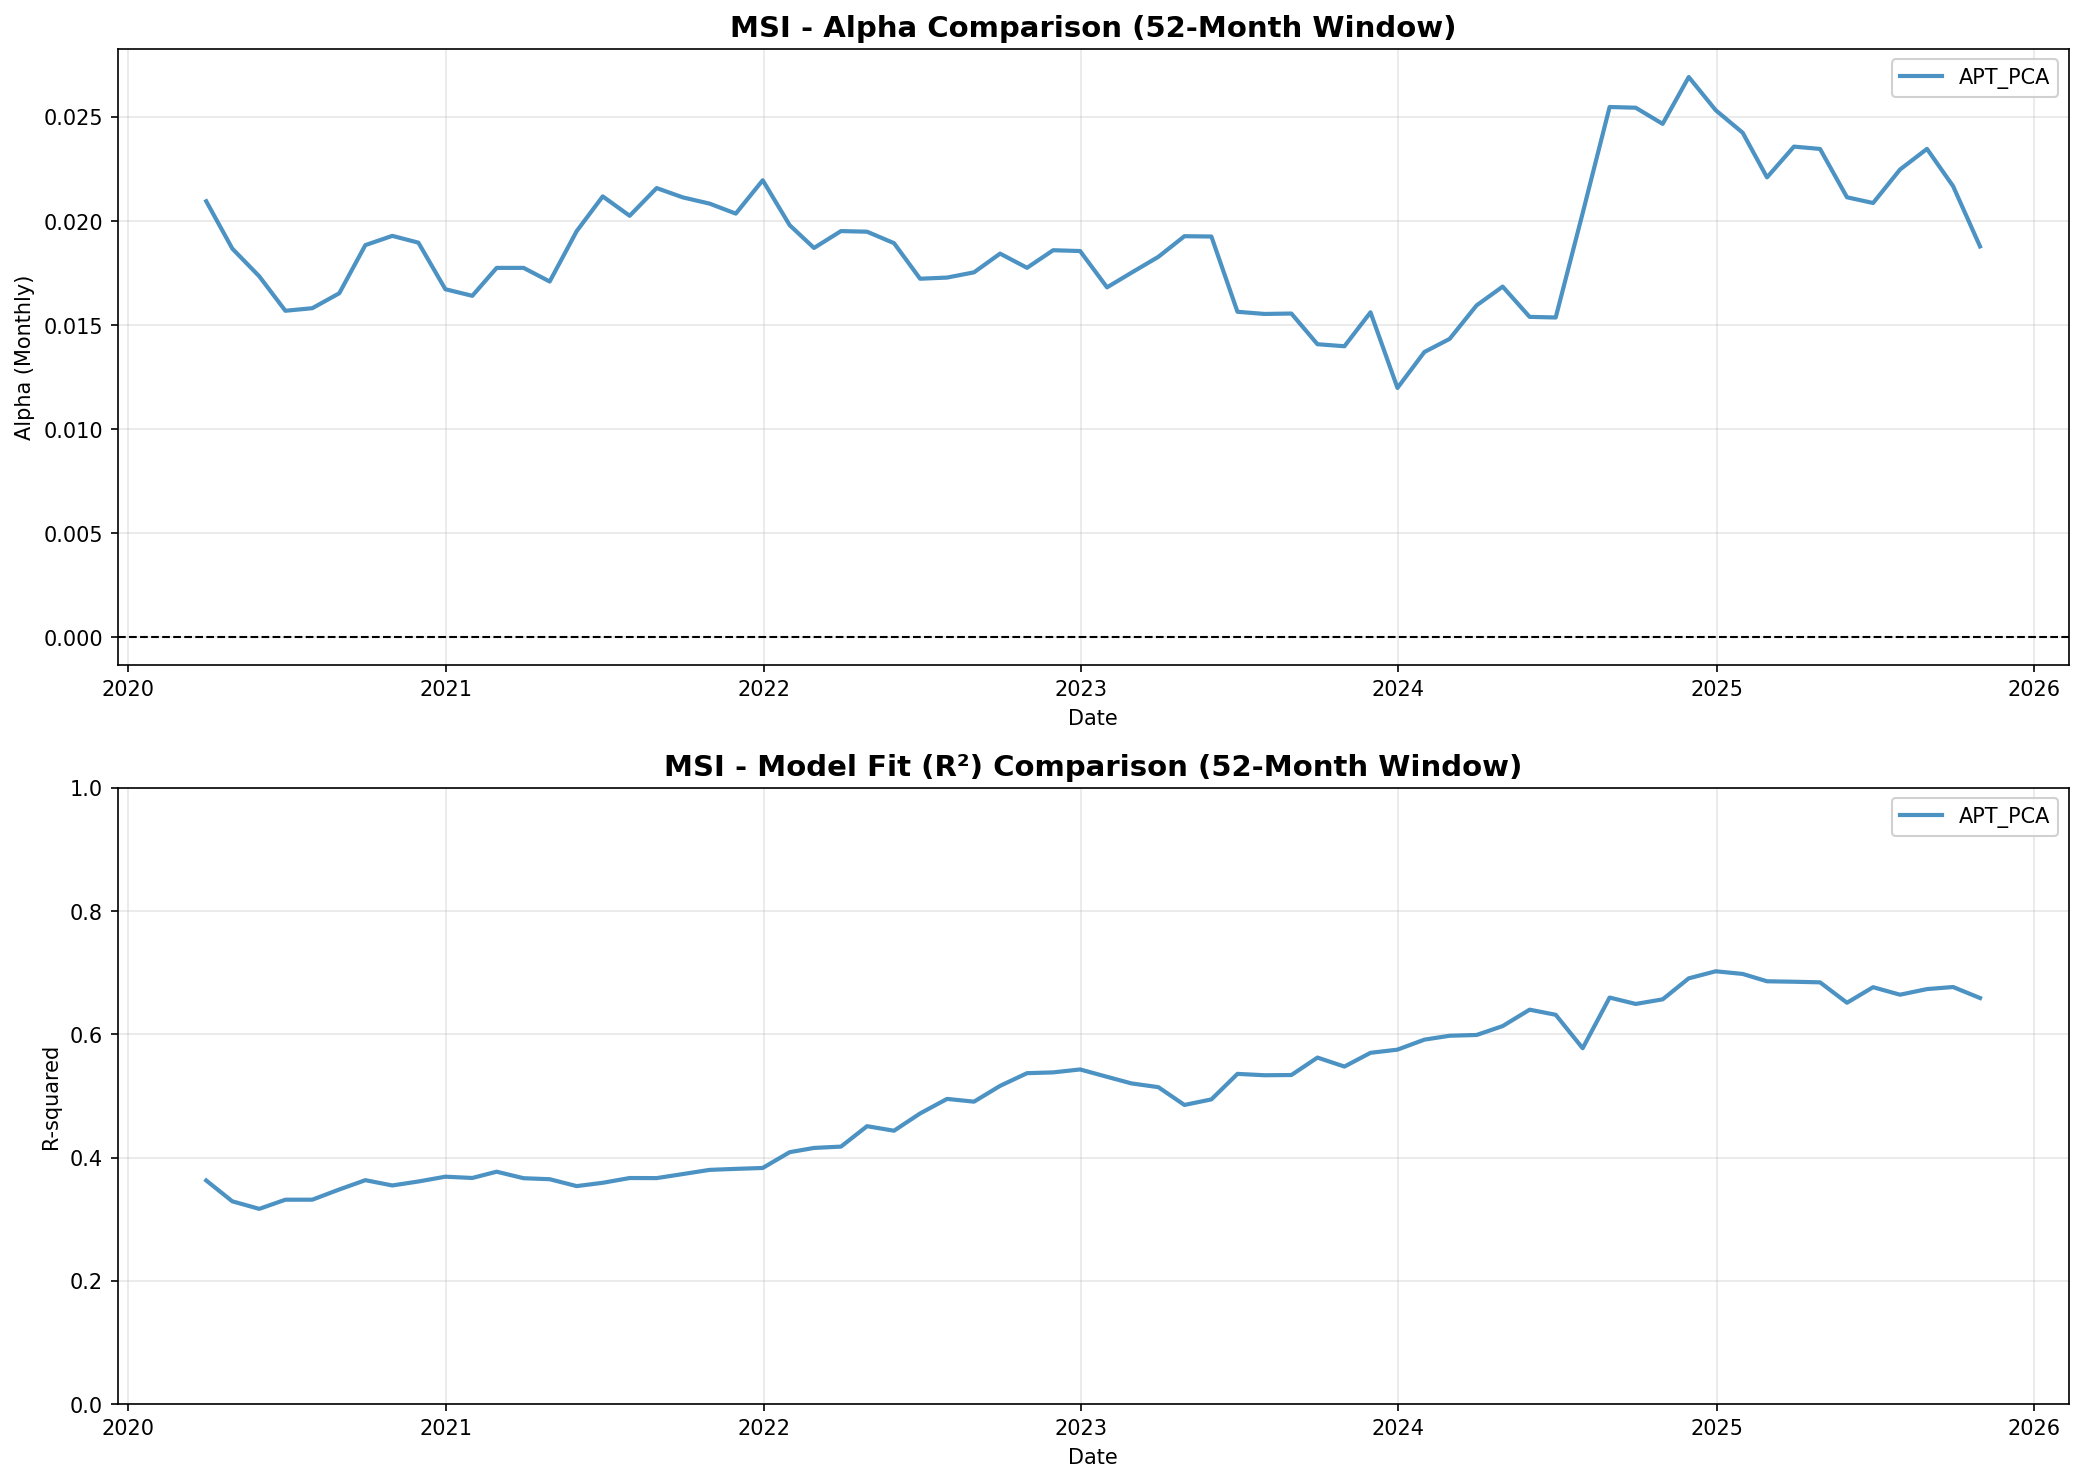 MSI - Alpha Comparison (52-Month Window)
APT_PCA
0.025
0.020
0.015
0.010
0.005
0.000
Alpha (Monthly)
2020 2021 2022 2023 2024 2025 2026
Date
MSI - Model Fit (R²) Comparison (52-Month Window)
APT_PCA
1.0
0.8
0.6
0.4
0.2
0.0
R-squared
2020 2021 2022 2023 2024 2025 2026
Date